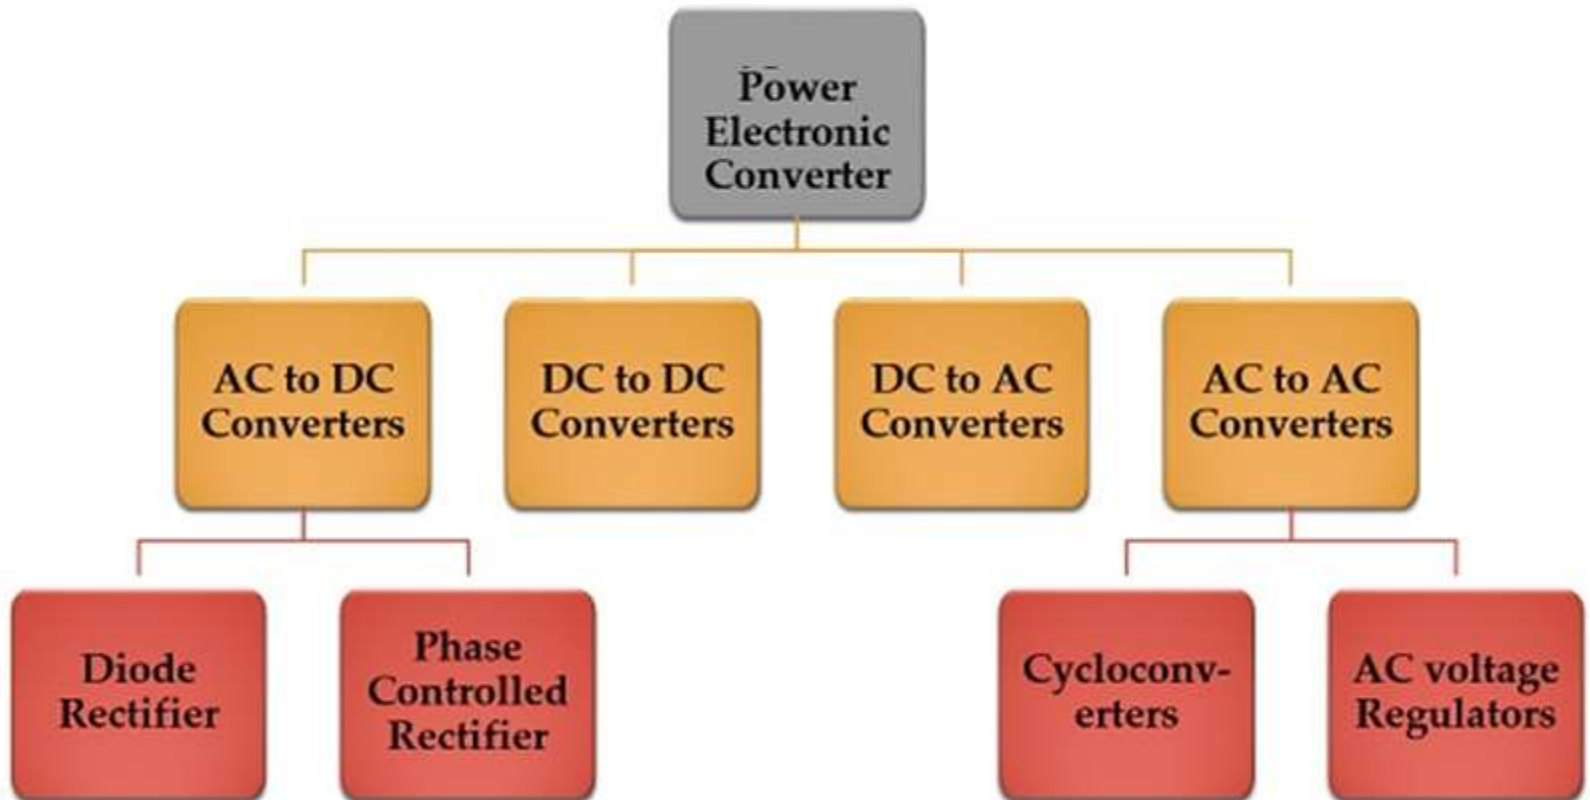 Power
Electronic
Converter
AC to DC
Converters
DC to DC
Converters
DC to AC
Converters
AC to AC
Converters
Diode
Rectifier
Phase
Controlled
Rectifier
Cycloconv-
erters
AC voltage
Regulators